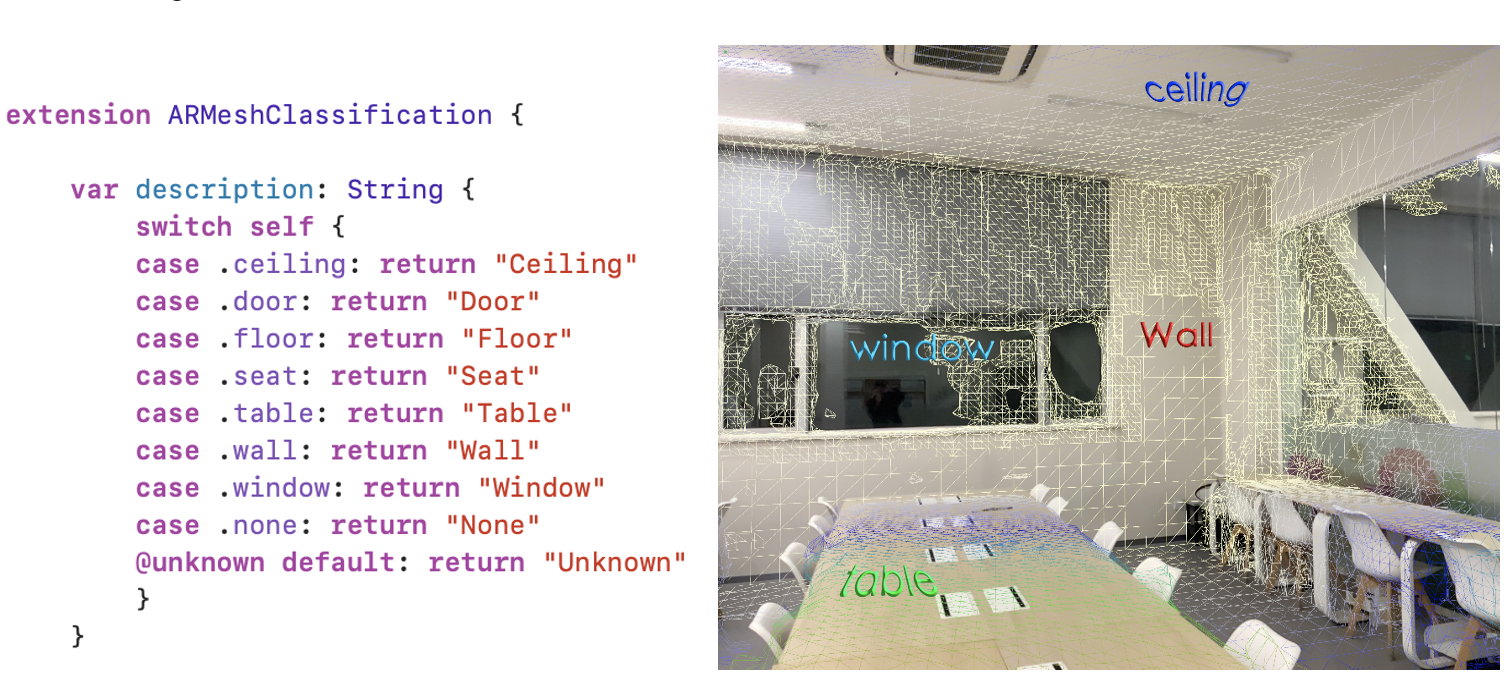 extension ARMeshClassification {
var description: String {
switch self {
case .ceiling: return "Ceiling"
case .door: return "Door"
case .floor: return "Floor"
case .seat: return "Seat"
case .table: return "Table"
case .wall: return "Wall"
case .window: return "Window"
case .none: return "None"
@unknown default: return "Unknown"
}
}
ceiling
window
Wall
table